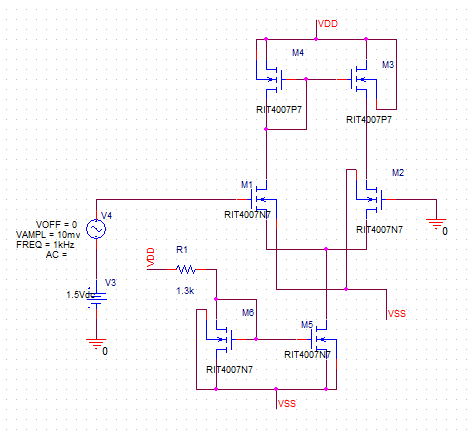 VDD
M4
M3
RIT4007P7
RIT4007P7
M1
M2
RIT4007N7
RIT4007N7
V4
VOFF = 0
VAMPL = 10mv
FREQ = 1kHz
AC =
0
VDD
R1
1.3k
V3
1.5Vdc
0
VSS
M6
M5
RIT4007N7
RIT4007N7
VSS